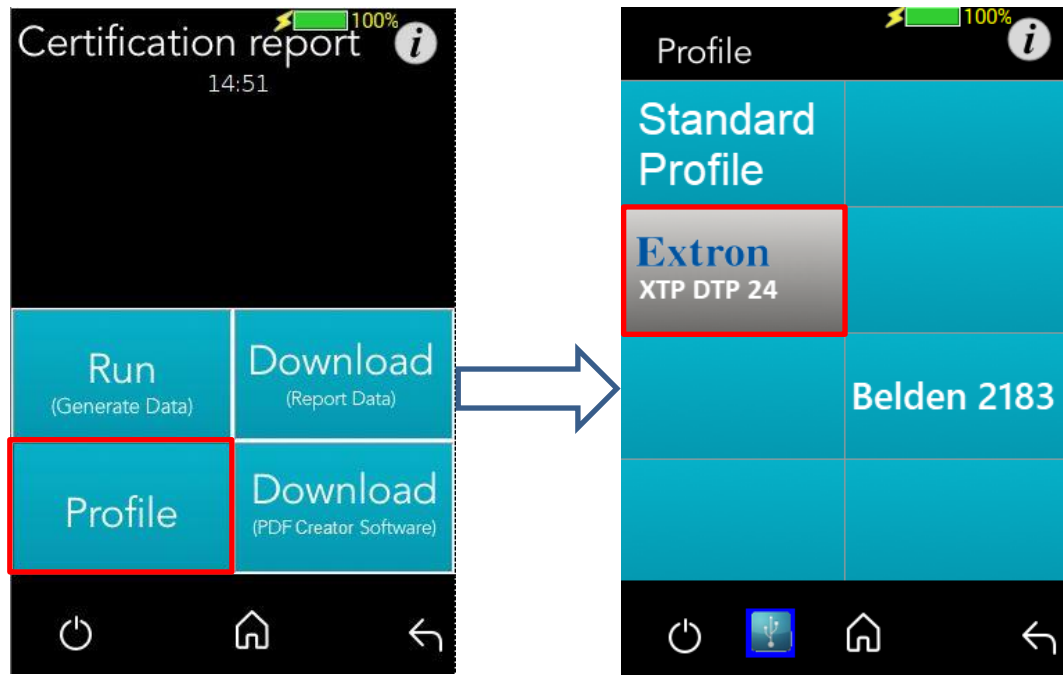 100%
Certification report
i
14:51
Run
(Generate Data)
Download
(Report Data)
Profile
Download
(PDF Creator Software)
100%
Profile
i
Standard
Profile
Extron
XTP DTP 24
Belden 2183